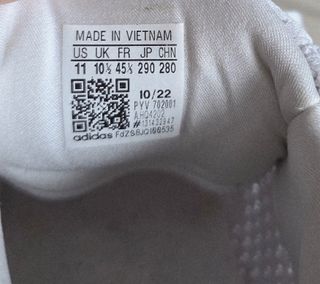 MADE IN VIETNAM
US UK FR JP CHN
11 10½ 45⅓ 290 280
10/22
PYV 702001
adidas